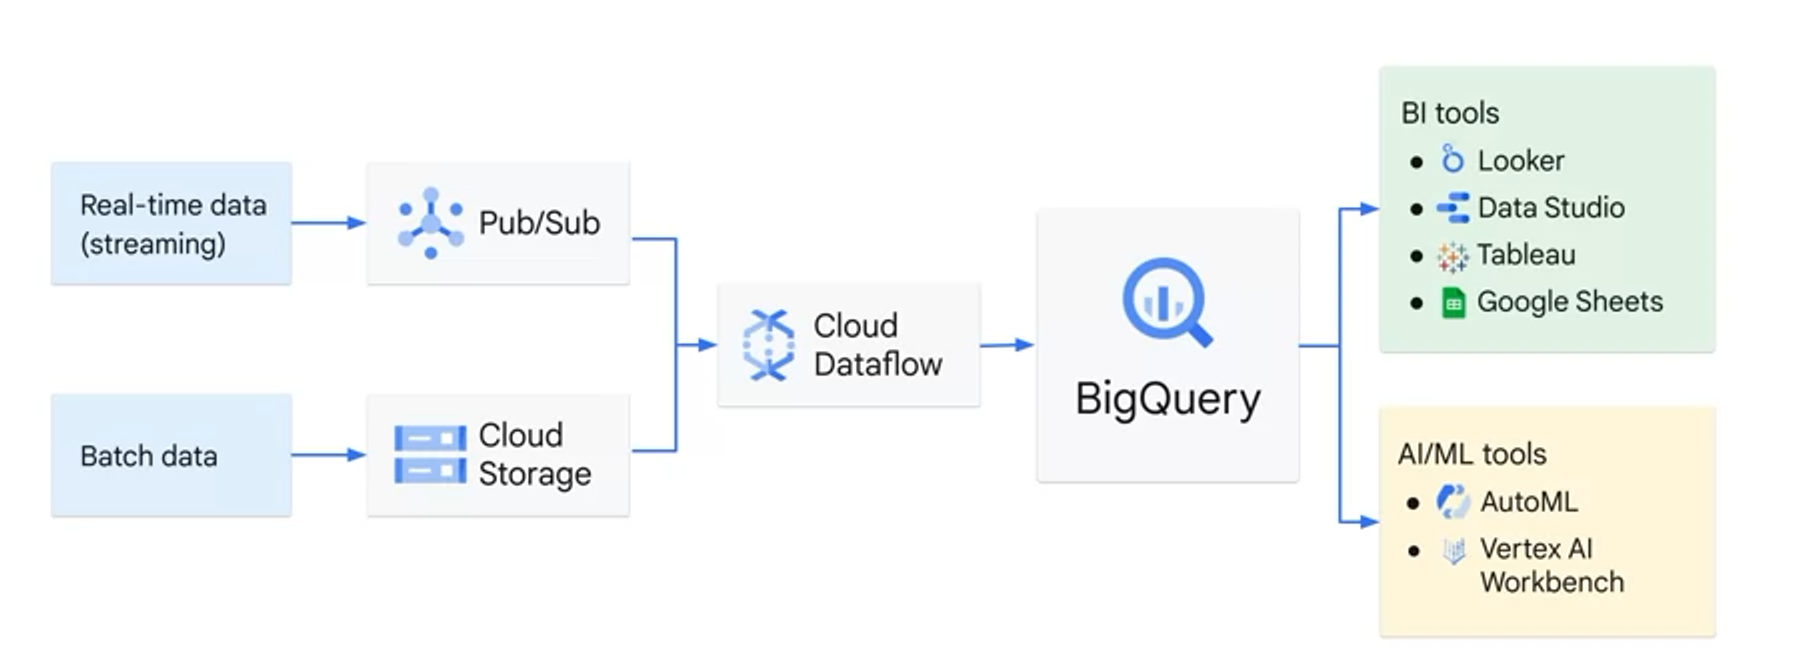 Real-time data
(streaming)
Pub/Sub
Batch data
Cloud
Storage
Cloud
Dataflow
BigQuery
BI tools
Looker
Data Studio
Tableau
Google Sheets
AI/ML tools
AutoML
Vertex AI
Workbench